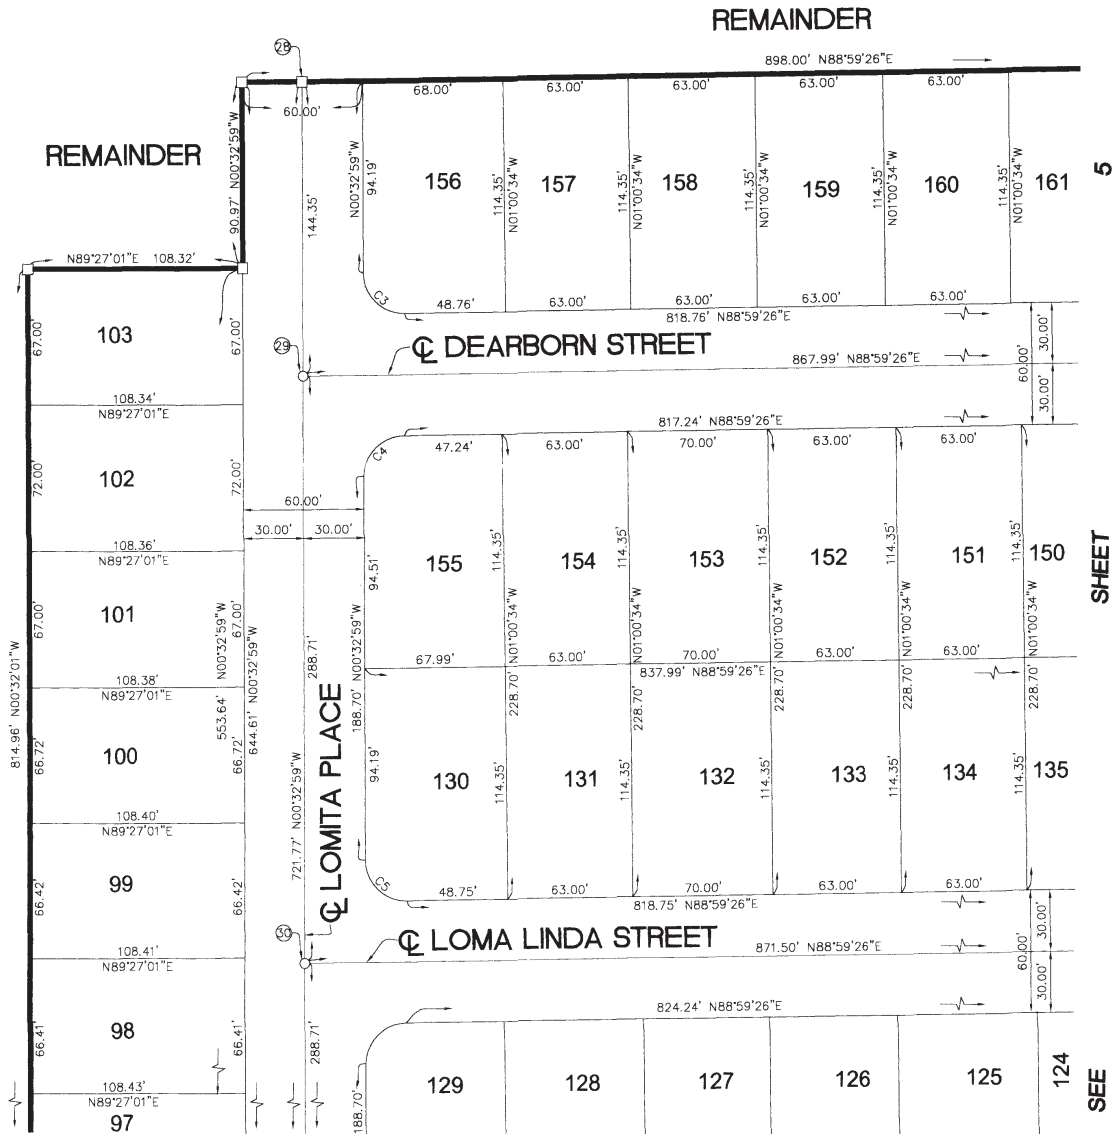 REMAINDER
28
898.00' N88°59'26"E
60.00'
68.00'
63.00'
63.00'
63.00'
63.00'
REMAINDER
90.97' N00°32'59"W
144.35'
N00°32'59"W
94.19'
156
114.35'
N01°00'34"W
157
114.35'
N01°00'34"W
158
114.35'
N01°00'34"W
159
114.35'
N01°00'34"W
160
114.35'
N01°00'34"W
161
5
N89°27'01"E 108.32'
C3
48.76'
63.00'
63.00'
63.00'
63.00'
818.76' N88°59'26"E
67.00'
103
67.00'
29
℄ DEARBORN STREET
867.99' N88°59'26"E
60.00'
30.00'
30.00'
108.34'
N89°27'01"E
817.24' N88°59'26"E
C4
47.24'
63.00'
70.00'
63.00'
63.00'
72.00'
102
72.00'
60.00'
30.00'
30.00'
108.36'
N89°27'01"E
94.51'
155
114.35'
154
114.35'
153
114.35'
152
114.35'
151
114.35'
150
SHEET
67.00'
101
67.00'
N00°32'59"W
553.64'
644.61' N00°32'59"W
288.71'
N00°32'59"W
188.70'
N01°00'34"W
N01°00'34"W
N01°00'34"W
N01°00'34"W
N01°00'34"W
67.99'
63.00'
70.00'
63.00'
63.00'
837.99' N88°59'26"E
228.70'
228.70'
228.70'
228.70'
228.70'
108.38'
N89°27'01"E
814.96' N00°32'01"W
66.72'
100
66.72'
721.77' N00°32'59"W
℄ LOMITA PLACE
94.19'
130
114.35'
131
114.35'
132
114.35'
133
114.35'
134
114.35'
135
108.40'
N89°27'01"E
66.42'
99
66.42'
C5
48.75'
63.00'
70.00'
63.00'
63.00'
818.75' N88°59'26"E
30
℄ LOMA LINDA STREET
871.50' N88°59'26"E
60.00'
30.00'
30.00'
108.41'
N89°27'01"E
824.24' N88°59'26"E
66.41'
98
66.41'
288.71'
188.70'
129
128
127
126
125
124
SEE
108.43'
N89°27'01"E
97